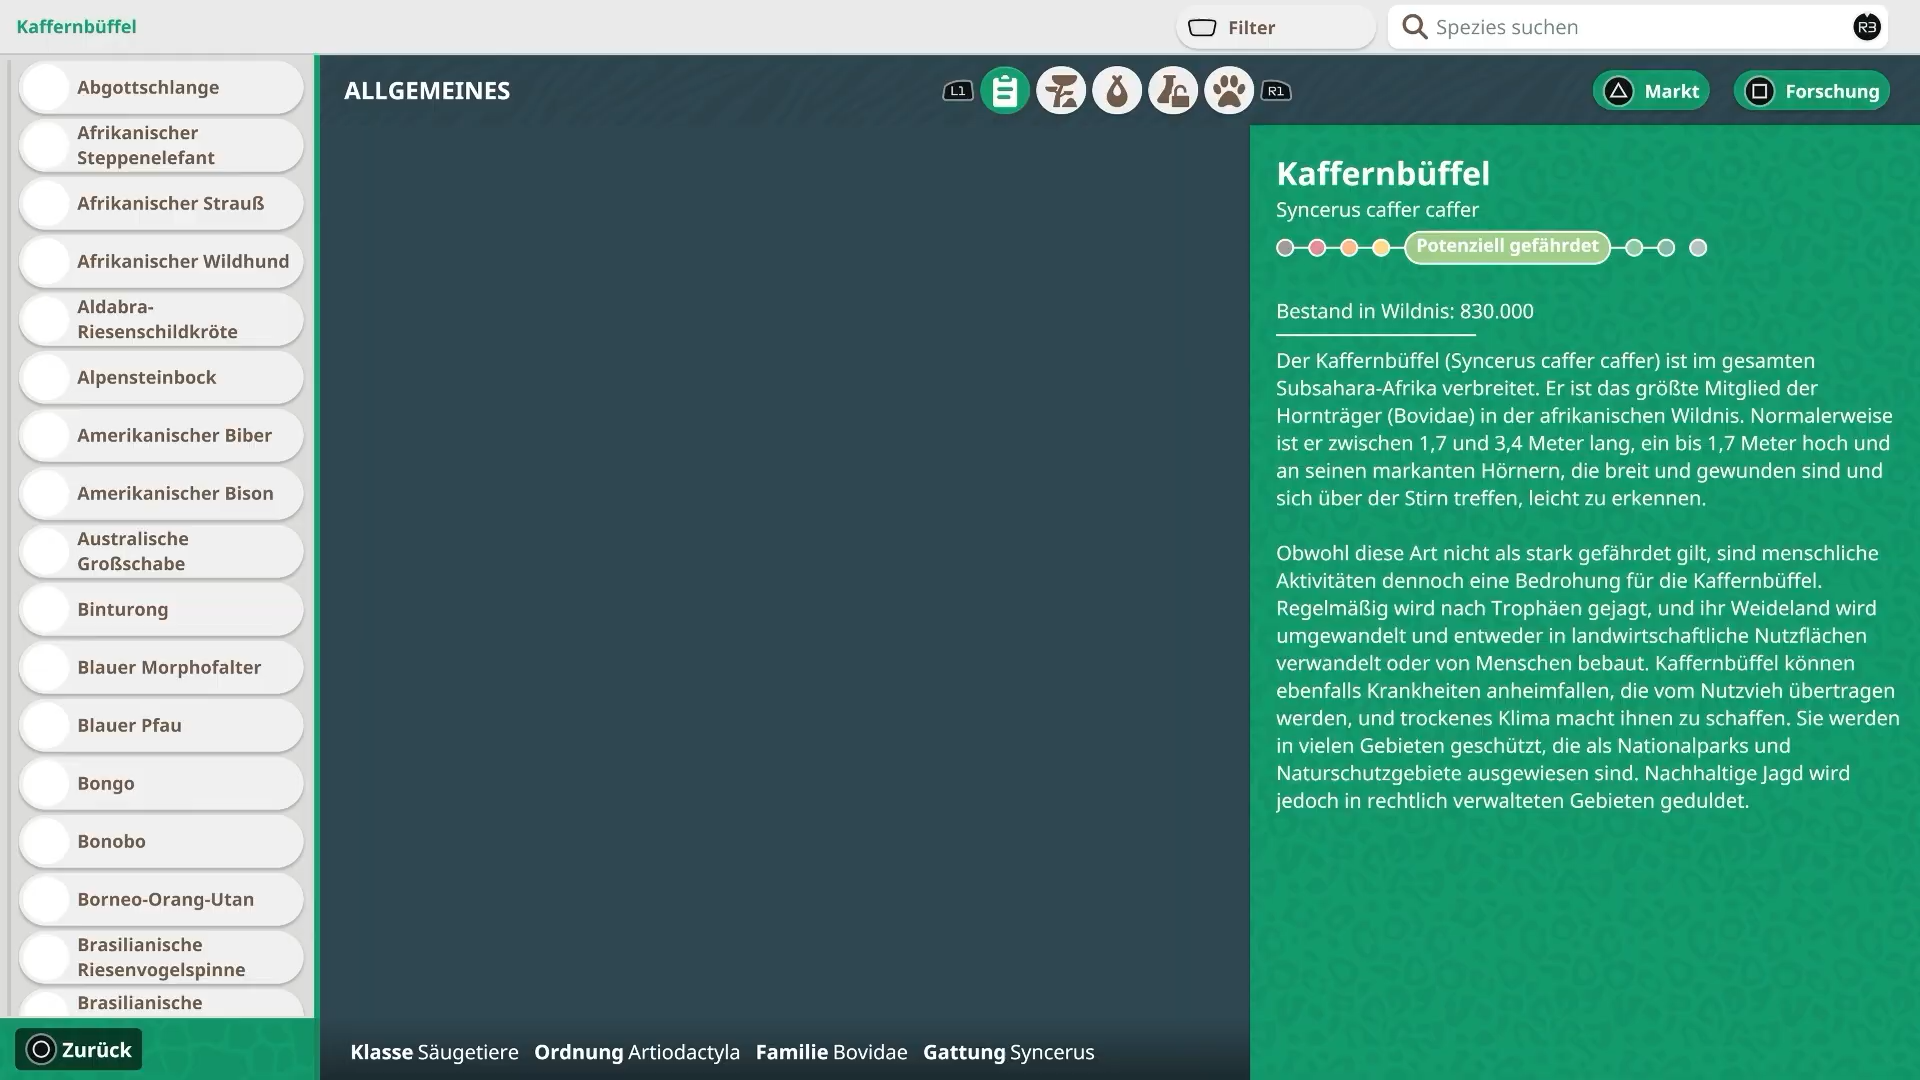 Kaffernbüffel
Filter
Spezies suchen
R3
Abgottschlange
Afrikanischer
Steppenelefant
Afrikanischer Strauß
Afrikanischer Wildhund
Aldabra-
Riesenschildkröte
Alpensteinbock
Amerikanischer Biber
Amerikanischer Bison
Australische
Großschabe
Binturong
Blauer Morphofalter
Blauer Pfau
Bongo
Bonobo
Borneo-Orang-Utan
Brasilianische
Riesenvogelspinne
Brasilianische
Zurück
ALLGEMEINES
L1
R1
Markt
Forschung
Kaffernbüffel
Syncerus caffer caffer
Potenziell gefährdet
Bestand in Wildnis: 830.000
Der Kaffernbüffel (Syncerus caffer caffer) ist im gesamten
Subsahara-Afrika verbreitet. Er ist das größte Mitglied der
Hornträger (Bovidae) in der afrikanischen Wildnis. Normalerweise
ist er zwischen 1,7 und 3,4 Meter lang, ein bis 1,7 Meter hoch und
an seinen markanten Hörnern, die breit und gewunden sind und
sich über der Stirn treffen, leicht zu erkennen.
Obwohl diese Art nicht als stark gefährdet gilt, sind menschliche
Aktivitäten dennoch eine Bedrohung für die Kaffernbüffel.
Regelmäßig wird nach Trophäen gejagt, und ihr Weideland wird
umgewandelt und entweder in landwirtschaftliche Nutzflächen
verwandelt oder von Menschen bebaut. Kaffernbüffel können
ebenfalls Krankheiten anheimfallen, die vom Nutzvieh übertragen
werden, und trockenes Klima macht ihnen zu schaffen. Sie werden
in vielen Gebieten geschützt, die als Nationalparks und
Naturschutzgebiete ausgewiesen sind. Nachhaltige Jagd wird
jedoch in rechtlich verwalteten Gebieten geduldet.
Klasse Säugetiere Ordnung Artiodactyla Familie Bovidae Gattung Syncerus